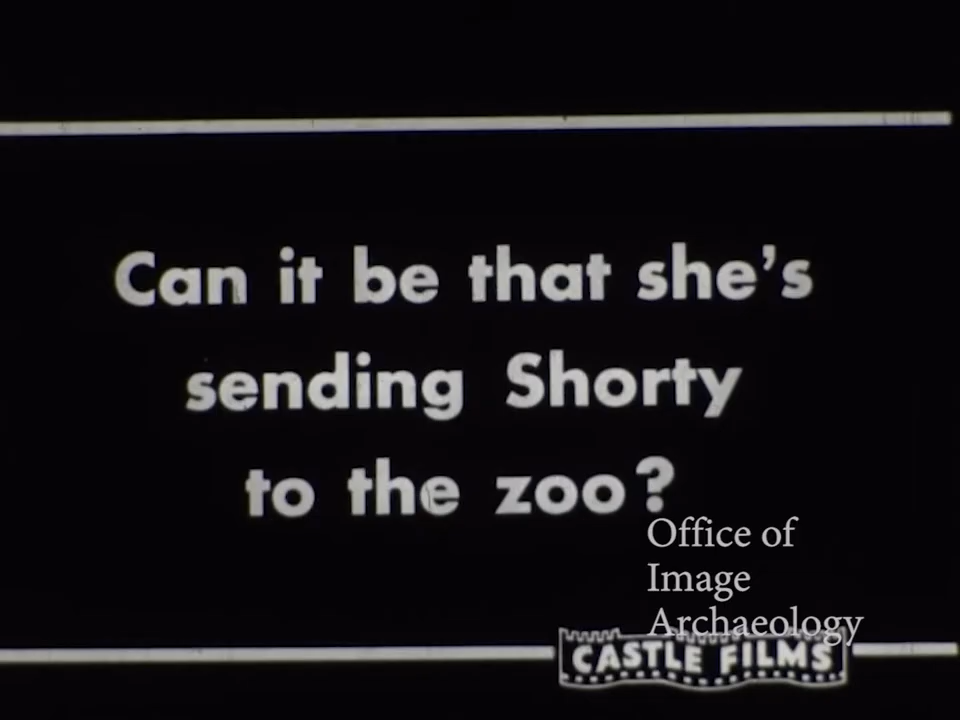 Can it be that she's
sending Shorty
to the zoo?
Office of
Image
Archaeology
CASTLE FILMS